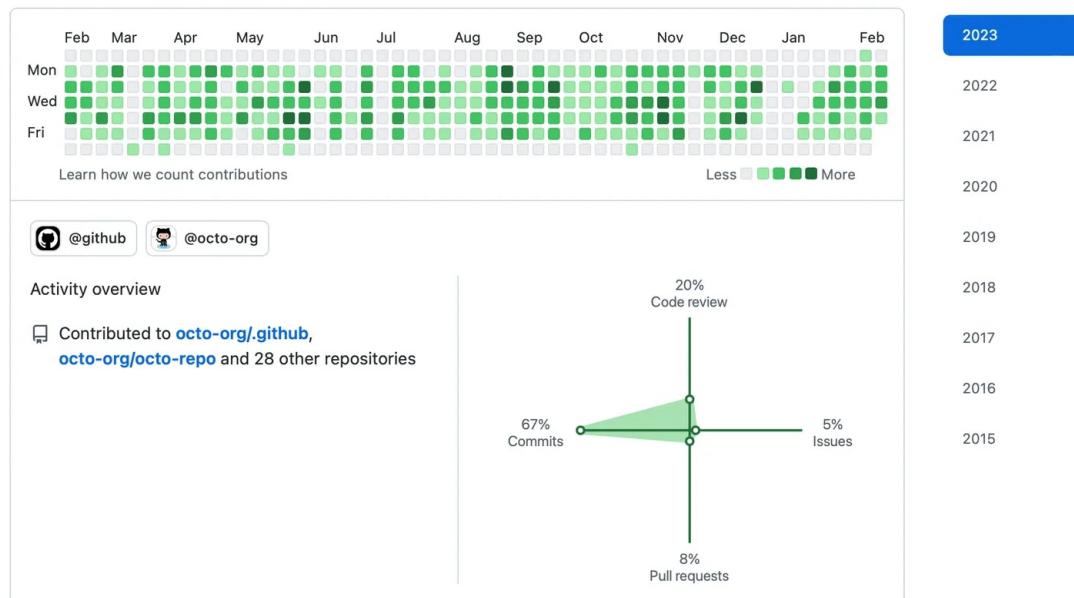 Feb Mar Apr May Jun Jul Aug Sep Oct Nov Dec Jan Feb
Mon
Wed
Fri
Learn how we count contributions
Less More
@github @octo-org
Activity overview
Contributed to octo-org/.github,
octo-org/octo-repo and 28 other repositories
20%
Code review
67%
Commits
5%
Issues
8%
Pull requests
2023
2022
2021
2020
2019
2018
2017
2016
2015